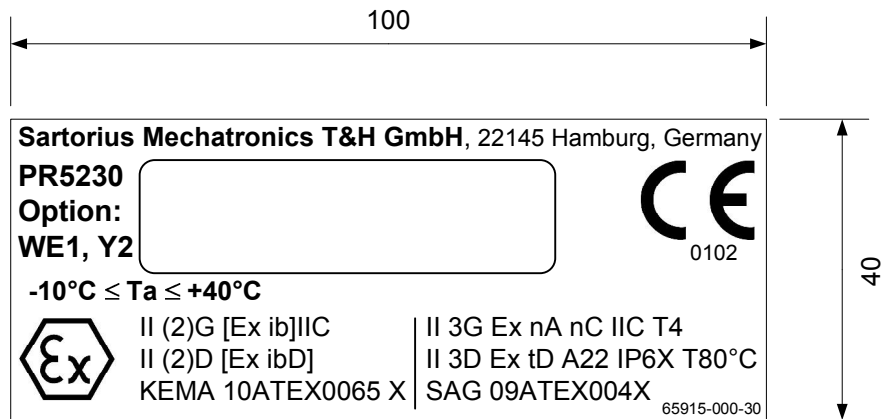 100
Sartorius Mechatronics T&H GmbH, 22145 Hamburg, Germany
PR5230
Option:
WE1, Y2
CE
0102
40
-10°C ≤ Ta ≤ +40°C
Ex
II (2)G [Ex ib]IIC
II (2)D [Ex ibD]
KEMA 10ATEX0065 X
II 3G Ex nA nC IIC T4
II 3D Ex tD A22 IP6X T80°C
SAG 09ATEX004X
65915-000-30